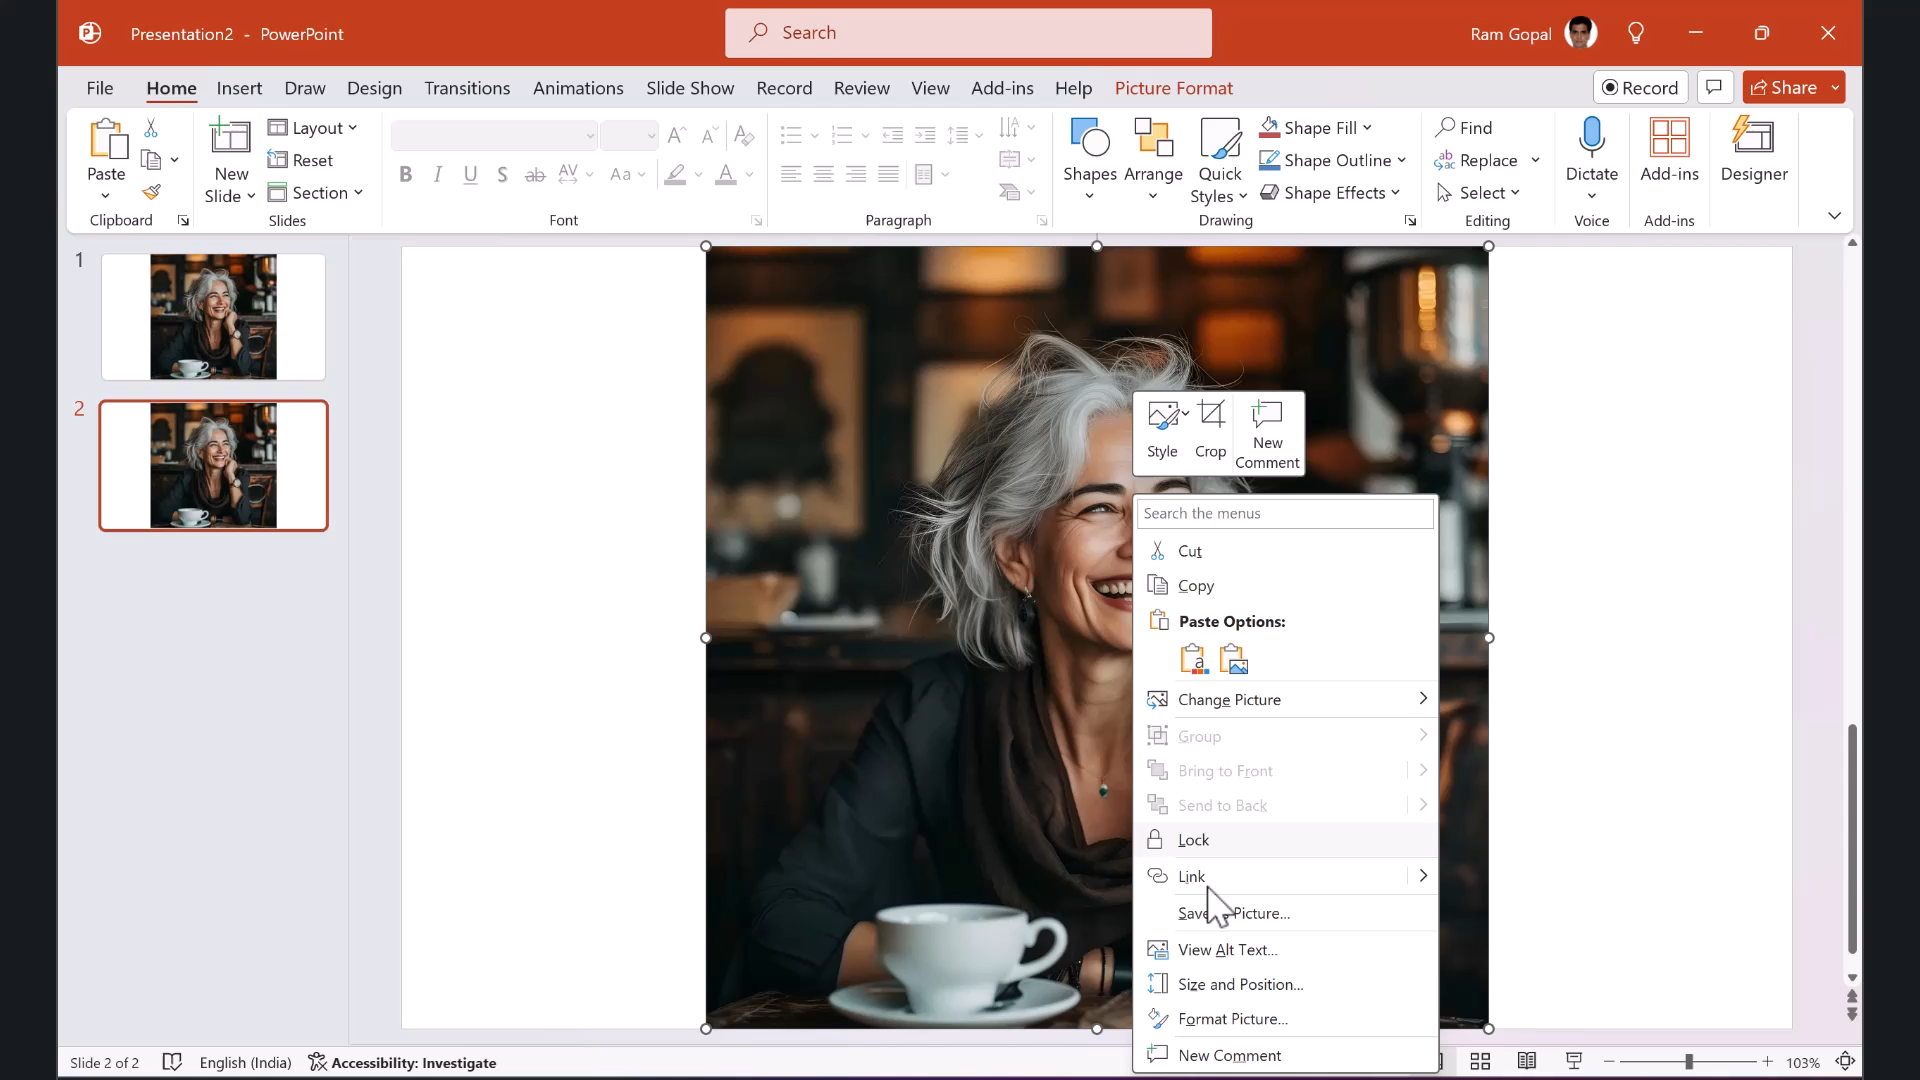 Presentation2 - PowerPoint
Search
Ram Gopal
File Home Insert Draw Design Transitions Animations Slide Show Record Review View Add-ins Help Picture Format
Record
Share
Paste
Clipboard
New
Slide
Layout
Reset
Section
Slides
Font
Paragraph
Shapes
Arrange
Quick
Styles
Shape Fill
Shape Outline
Shape Effects
Drawing
Find
Replace
Select
Editing
Dictate
Voice
Add-ins
Add-ins
Designer
1
2
Style
Crop
New
Comment
Search the menus
Cut
Copy
Paste Options:
Change Picture
Group
Bring to Front
Send to Back
Lock
Link
Picture...
View Alt Text...
Size and Position...
Format Picture...
New Comment
Slide 2 of 2
English (India)
Accessibility: Investigate
103%